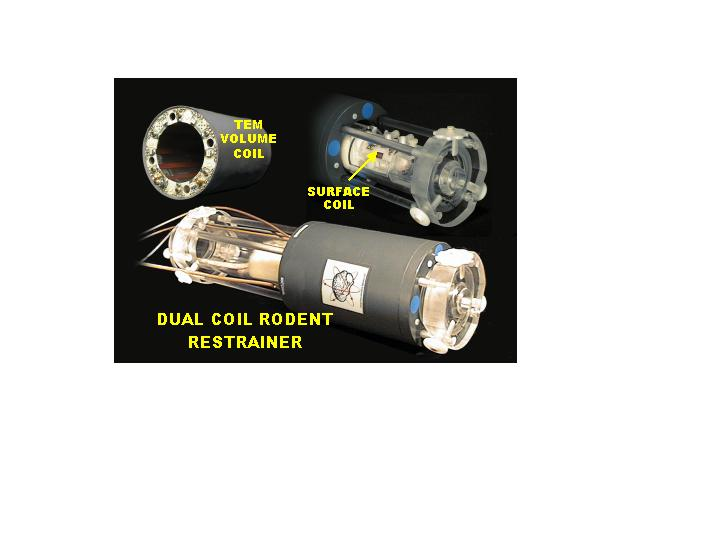 TEM
VOLUME
COIL
SURFACE
COIL
DUAL COIL RODENT
RESTRAINER